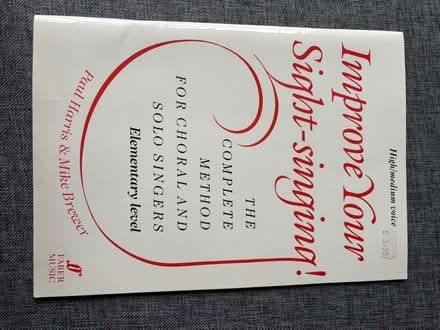 High/medium voice
Improve Your
Sight-singing!
THE
COMPLETE
METHOD
FOR CHORAL AND
SOLO SINGERS
Elementary level
Paul Harris & Mike Brewer
FABER MUSIC